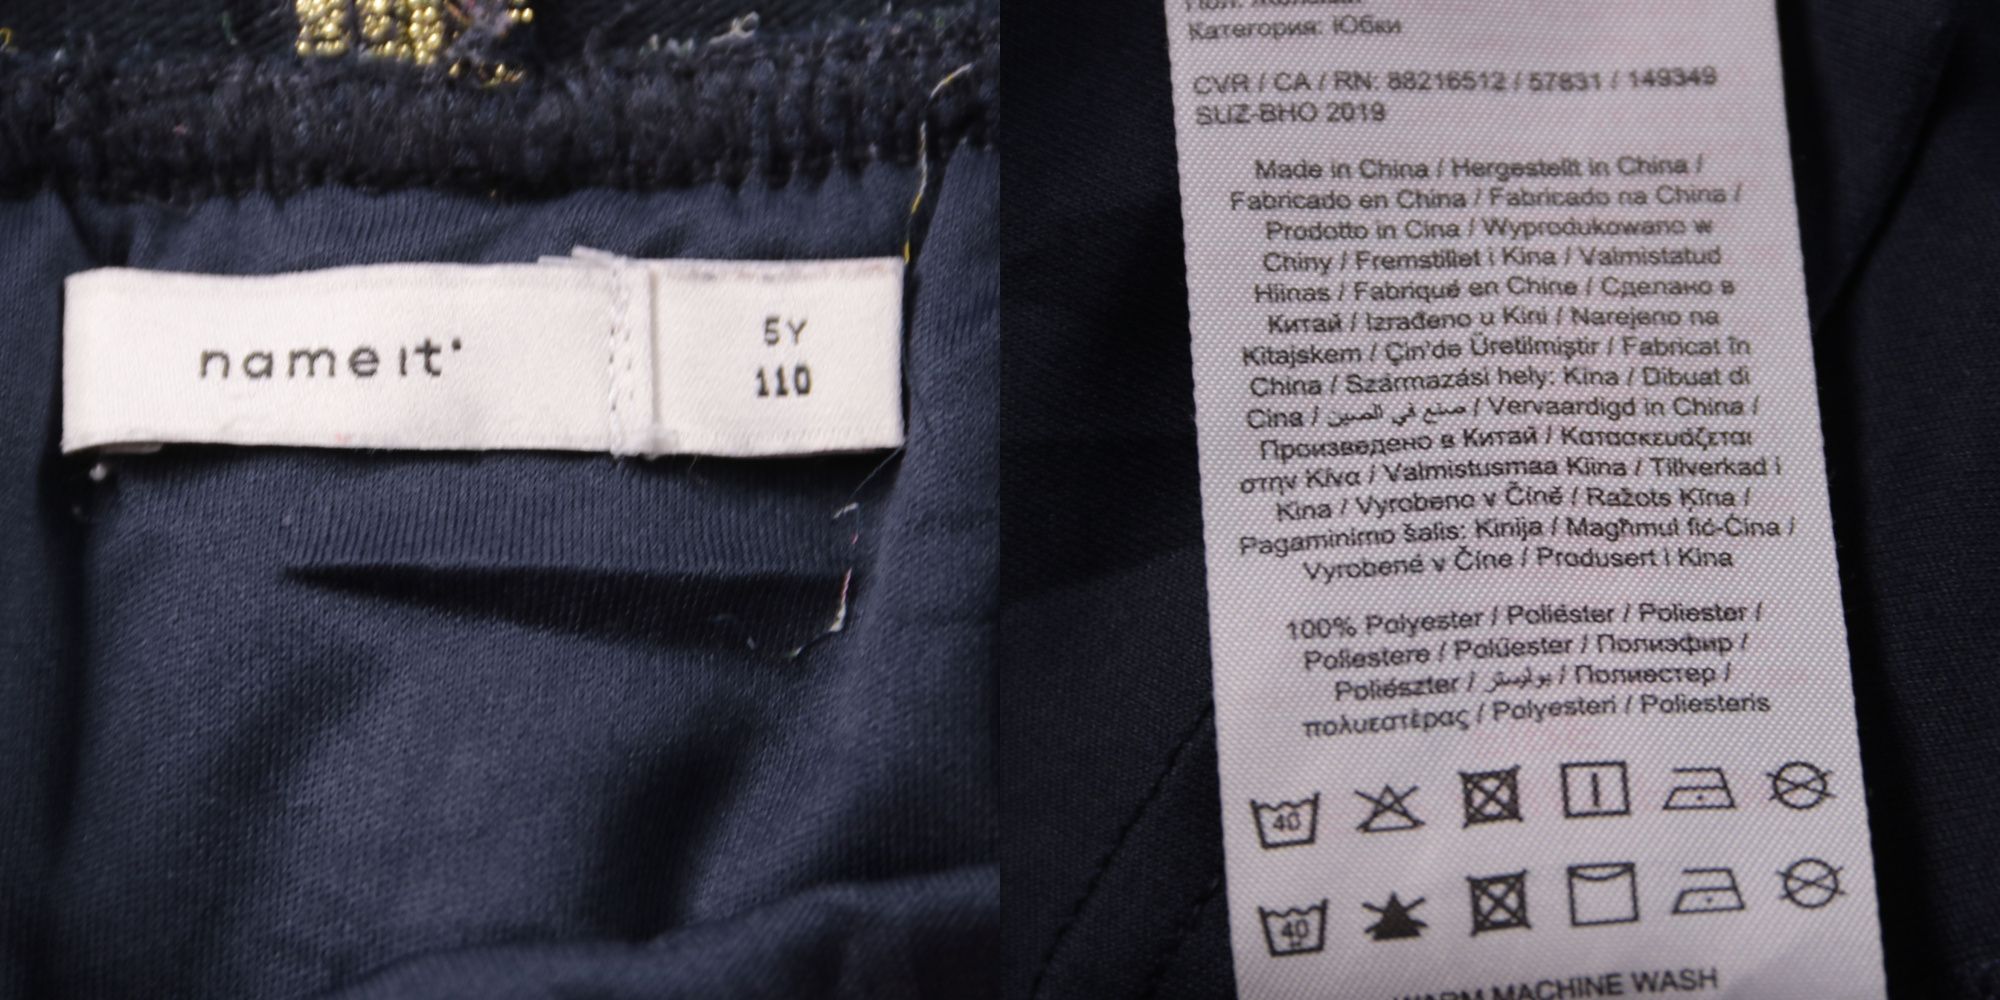 name it
5Y
110
Категория: Юбки
CVR / CA / RN: 88216512 / 57831 / 149349
SUZ-BHO 2019
Made in China / Hergestellt in China /
Fabricado en China / Fabricado na China /
Prodotto in Cina / Wyprodukowano w
Chiny / Fremstillet i Kina / Valmistatud
Hiinas / Fabriqué en Chine / Сделано в
Китай / Izrađeno u Kini / Narejeno na
Kitajskem / Çin'de Üretilmiştir / Fabricat în
China / Származási hely: Kina / Dibuat di
Cina / صنع في الصين / Vervaardigd in China /
Произведено в Китай / Κατασκευάζεται
στην Κίνα / Valmistusmaa Kiina / Tillverkad i
Kina / Vyrobeno v Číně / Ražots Ķīna /
Pagaminimo šalis: Kinija / Magħmul fiċ-Ċina /
Vyrobené v Číne / Produsert i Kina
100% Polyester / Poliéster / Poliester /
Poliestere / Polüester / Полиэфир /
Poliészter / بوليستر / Полиестер /
πολυεστέρας / Polyesteri / Poliesteris
40
40
WARM MACHINE WASH